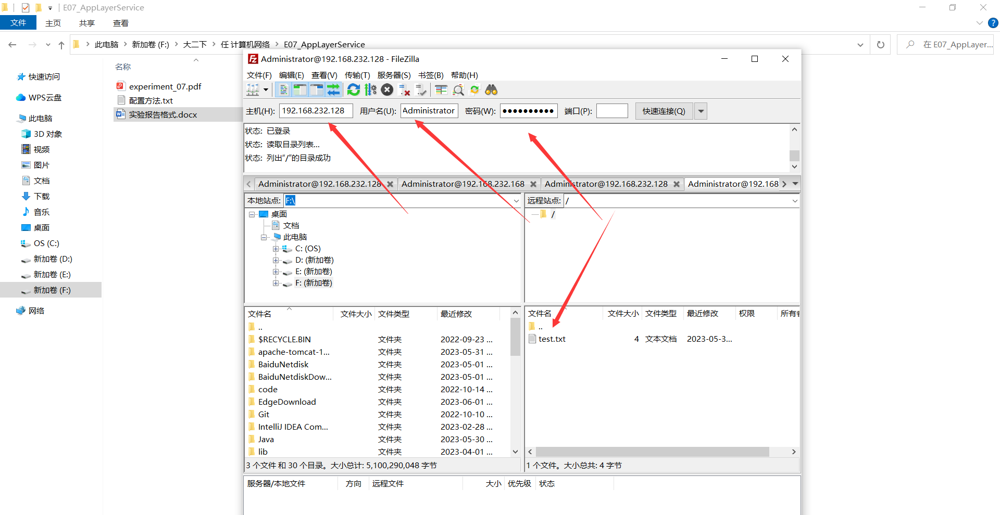 E07_AppLayerService
文件 主页 共享 查看
此电脑 新加卷 (F:) 大二下 任 计算机网络 E07_AppLayerService
在 E07_AppLayer...
名称
快速访问
WPS云盘
此电脑
3D 对象
视频
图片
文档
下载
音乐
桌面
OS (C:)
新加卷 (D:)
新加卷 (E:)
新加卷 (F:)
网络
experiment_07.pdf
配置方法.txt
实验报告格式.docx
Administrator@192.168.232.128 - FileZilla
文件(F) 编辑(E) 查看(V) 传输(T) 服务器(S) 书签(B) 帮助(H)
主机(H): 192.168.232.128 用户名(U): Administrator 密码(W): ●●●●●●●●●● 端口(P): 快速连接(Q)
状态: 已登录
状态: 读取目录列表...
状态: 列出“/”的目录成功
Administrator@192.168.232.128 Administrator@192.168.232.168 Administrator@192.168.232.128 Administrator@192.168
本地站点: F:\
桌面
文档
此电脑
C: (OS)
D: (新加卷)
E: (新加卷)
F: (新加卷)
远程站点: /
/
文件名 文件大小 文件类型 最近修改
..
$RECYCLE.BIN 文件夹 2022-09-23 ...
apache-tomcat-1... 文件夹 2023-05-31 ...
BaiduNetdisk 文件夹 2023-05-01 ...
BaiduNetdiskDow... 文件夹 2023-05-01 ...
code 文件夹 2022-10-14 ...
EdgeDownload 文件夹 2023-06-01 ...
Git 文件夹 2022-10-10 ...
IntelliJ IDEA Com... 文件夹 2023-02-28 ...
Java 文件夹 2023-05-30 ...
lib 文件夹 2023-04-01 ...
3 个文件 和 30 个目录。大小总计: 5,100,290,048 字节
文件名 文件大小 文件类型 最近修改 权限 所有者
..
test.txt 4 文本文档 2023-05-3...
1 个文件。大小总共: 4 字节
服务器/本地文件 方向 远程文件 大小 优先级 状态